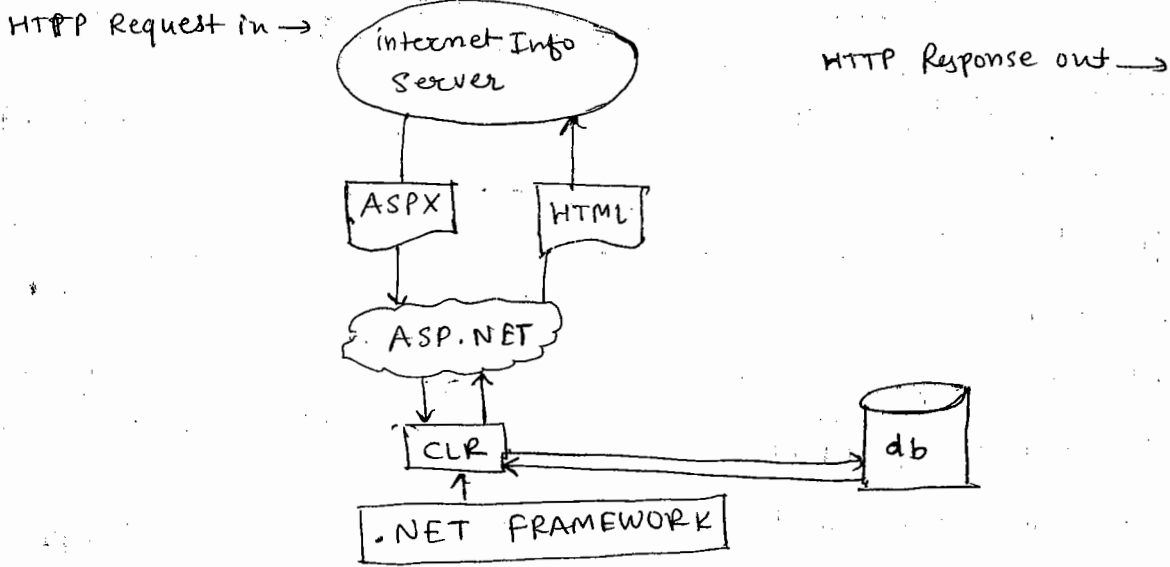 HTTP Request in →
internet Info
Server
HTTP Response out →
ASPX
HTML
ASP.NET
CLR
db
.NET FRAMEWORK